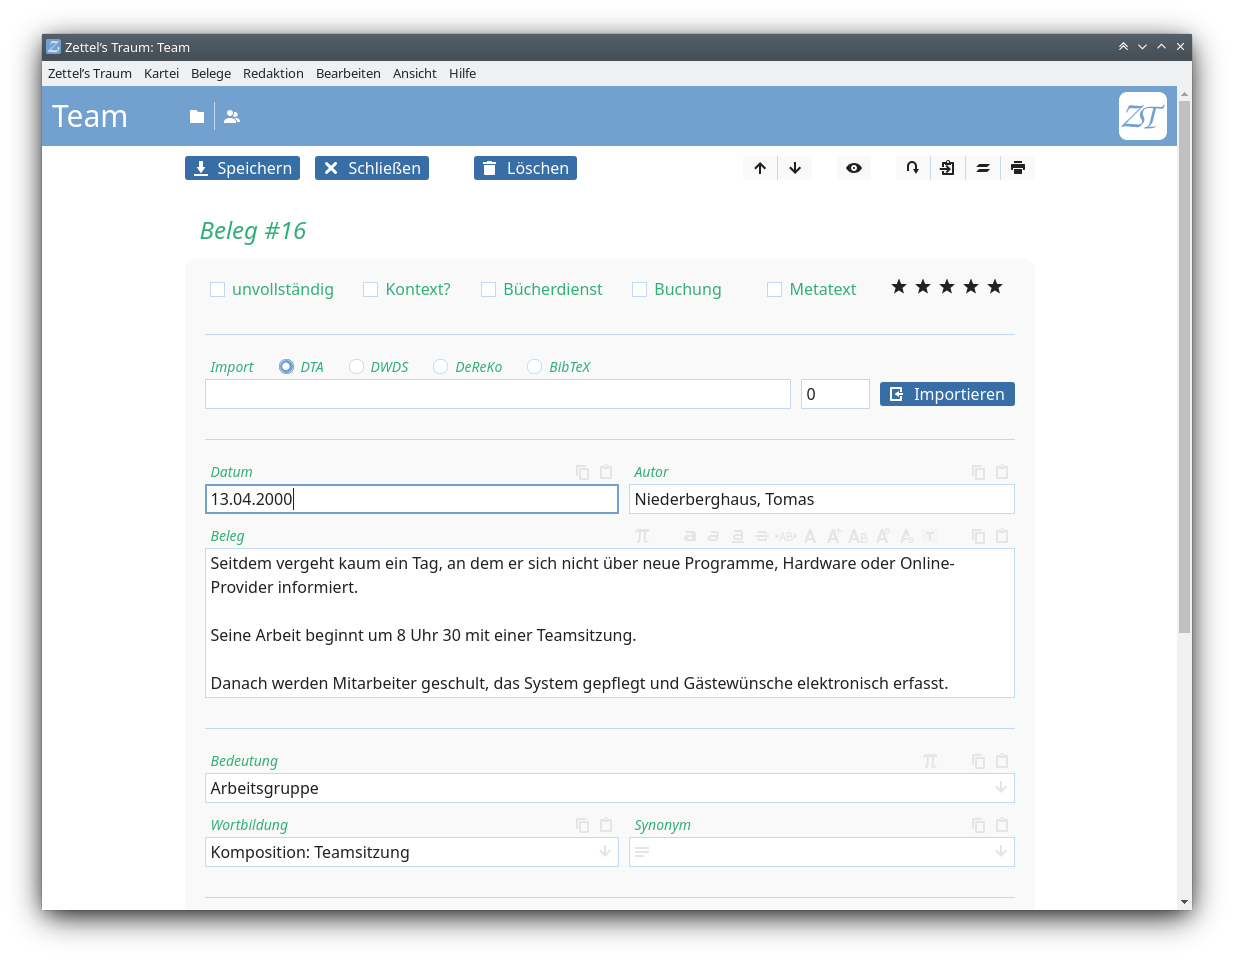 Zettel’s Traum: Team
Zettel’s Traum Kartei Belege Redaktion Bearbeiten Ansicht Hilfe
Team
ZT
Speichern Schließen Löschen
Beleg #16
unvollständig Kontext? Bücherdienst Buchung Metatext
Import DTA DWDS DeReKo BibTeX
0 Importieren
Datum Autor
13.04.2000 Niederberghaus, Tomas
Beleg π a a a a AB A A AB AB AB T
Seitdem vergeht kaum ein Tag, an dem er sich nicht über neue Programme, Hardware oder Online-
Provider informiert.
Seine Arbeit beginnt um 8 Uhr 30 mit einer Teamsitzung.
Danach werden Mitarbeiter geschult, das System gepflegt und Gästewünsche elektronisch erfasst.
Bedeutung π
Arbeitsgruppe
Wortbildung Synonym
Komposition: Teamsitzung